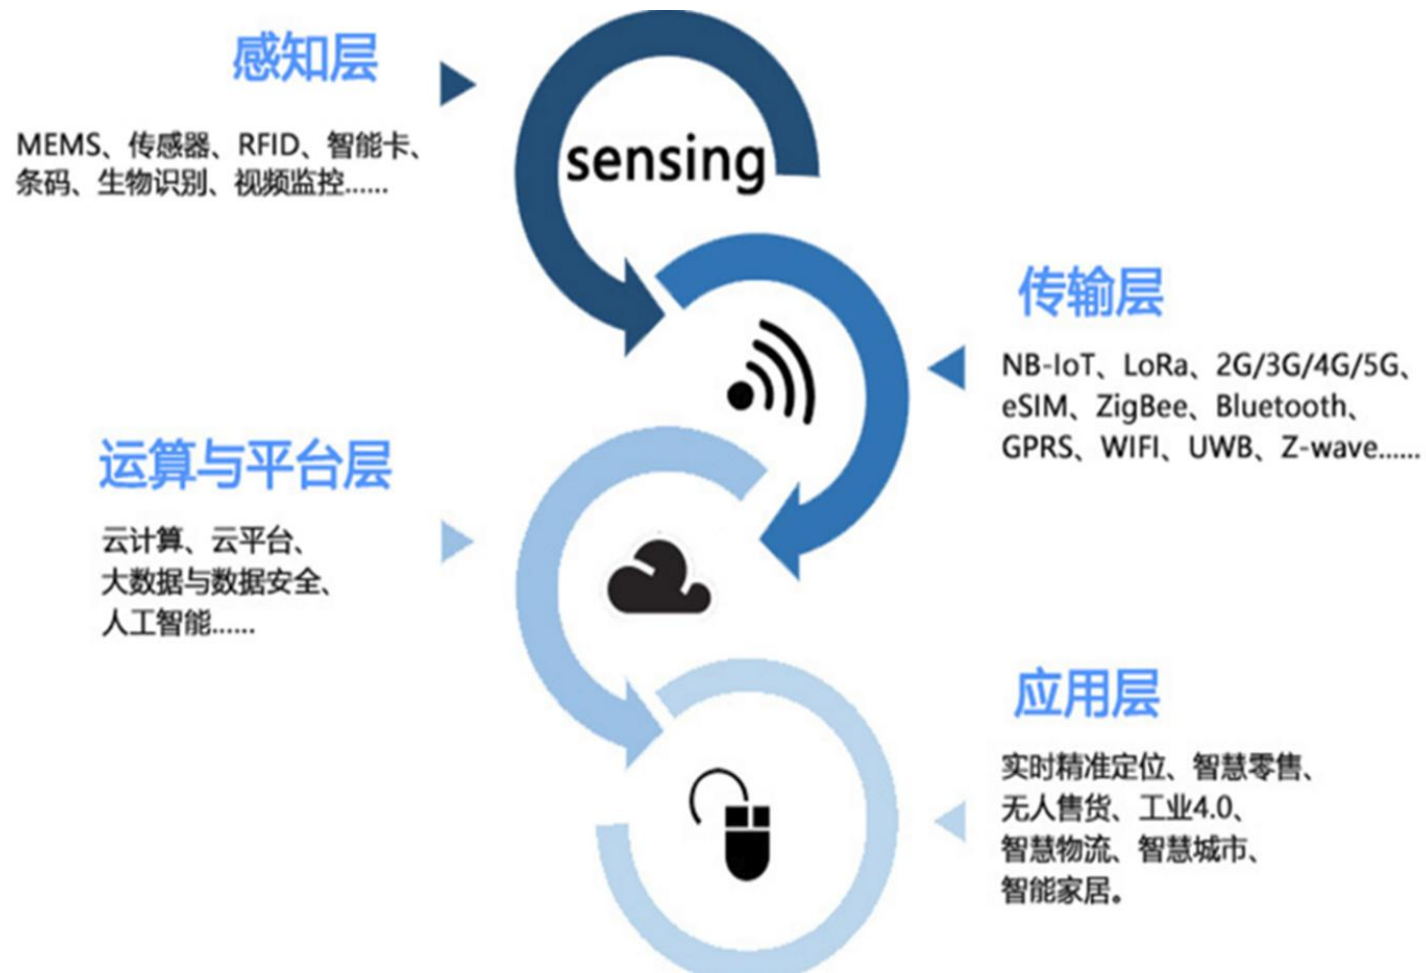 感知层
MEMS、传感器、RFID、智能卡、
条码、生物识别、视频监控......
sensing
传输层
NB-IoT、LoRa、2G/3G/4G/5G、
eSIM、ZigBee、Bluetooth、
GPRS、WIFI、UWB、Z-wave......
运算与平台层
云计算、云平台、
大数据与数据安全、
人工智能......
应用层
实时精准定位、智慧零售、
无人售货、工业4.0、
智慧物流、智慧城市、
智能家居。